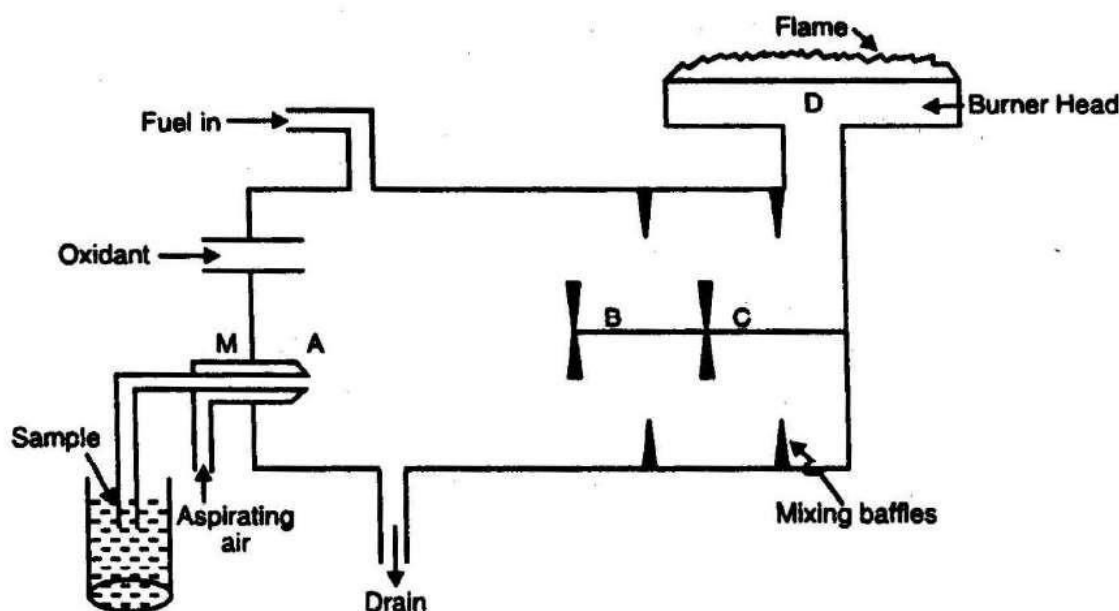 Flame
D
Burner Head
Fuel in
Oxidant
B
C
M
A
Sample
Aspirating
air
Mixing baffles
Drain